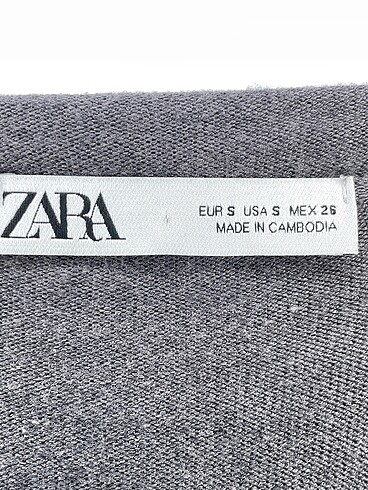 ZARA
EUR S USA S MEX 26
MADE IN CAMBODIA